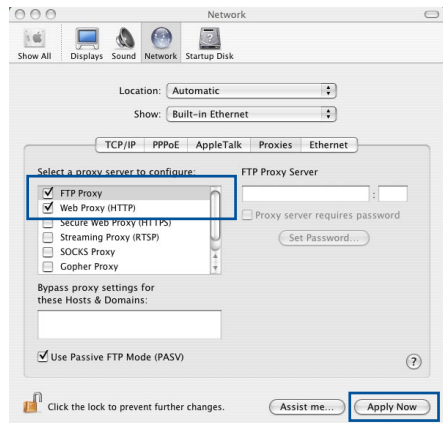 Network
Show All Displays Sound Network Startup Disk
Location: Automatic
Show: Built-in Ethernet
TCP/IP PPPoE AppleTalk Proxies Ethernet
Select a proxy server to configure: FTP Proxy Server
FTP Proxy
Web Proxy (HTTP) :
Secure Web Proxy (HTTPS) Proxy server requires password
Streaming Proxy (RTSP) Set Password...
SOCKS Proxy
Gopher Proxy
Bypass proxy settings for
these Hosts & Domains:
Use Passive FTP Mode (PASV) ?
Click the lock to prevent further changes. Assist me... Apply Now